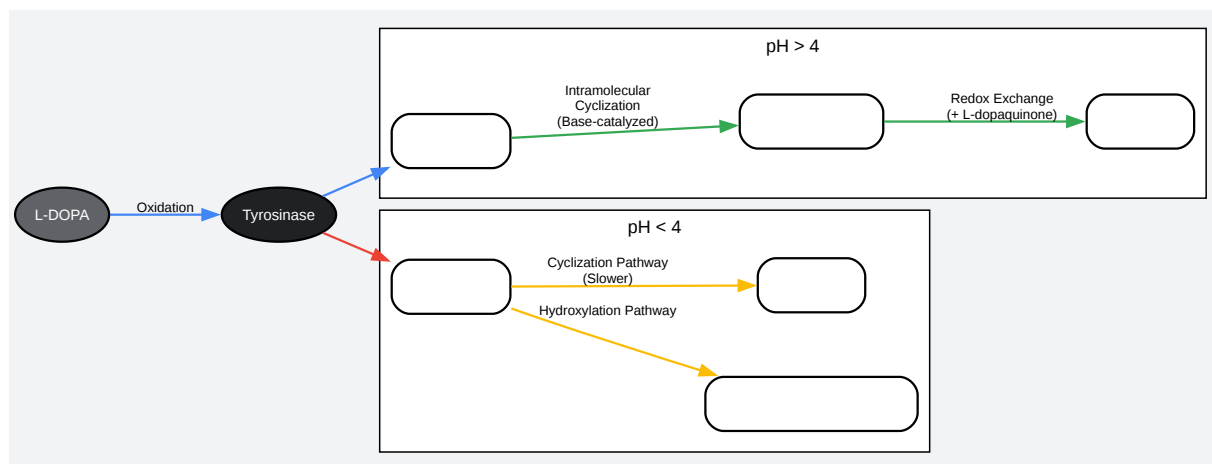 L-DOPA
Oxidation
Tyrosinase
pH > 4
Intramolecular
Cyclization
(Base-catalyzed)
Redox Exchange
(+ L-dopaquinone)
pH < 4
Cyclization Pathway
(Slower)
Hydroxylation Pathway